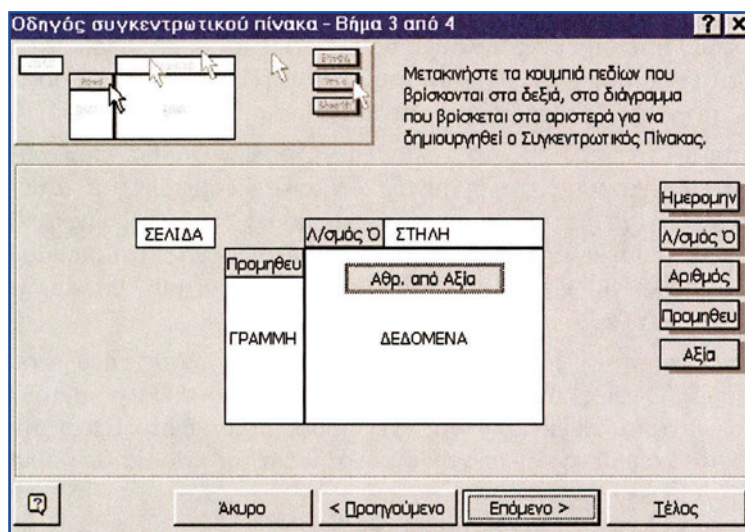 Οδηγός συγκεντρωτικού πίνακα - Βήμα 3 από 4
Μετακινήστε τα κουμπιά πεδίων που
βρίσκονται στα δεξιά, στο διάγραμμα
που βρίσκεται στα αριστερά για να
δημιουργηθεί ο Συγκεντρωτικός Πίνακας.
ΣΕΛΙΔΑ
Λ/σμός Ό
ΣΤΗΛΗ
Προμηθευ
Αθρ. από Αξία
ΓΡΑΜΜΗ
ΔΕΔΟΜΕΝΑ
Ημερομην
Λ/σμός Ό
Αριθμός
Προμηθευ
Αξία
Άκυρο
< Προηγούμενο
Επόμενο >
Τέλος